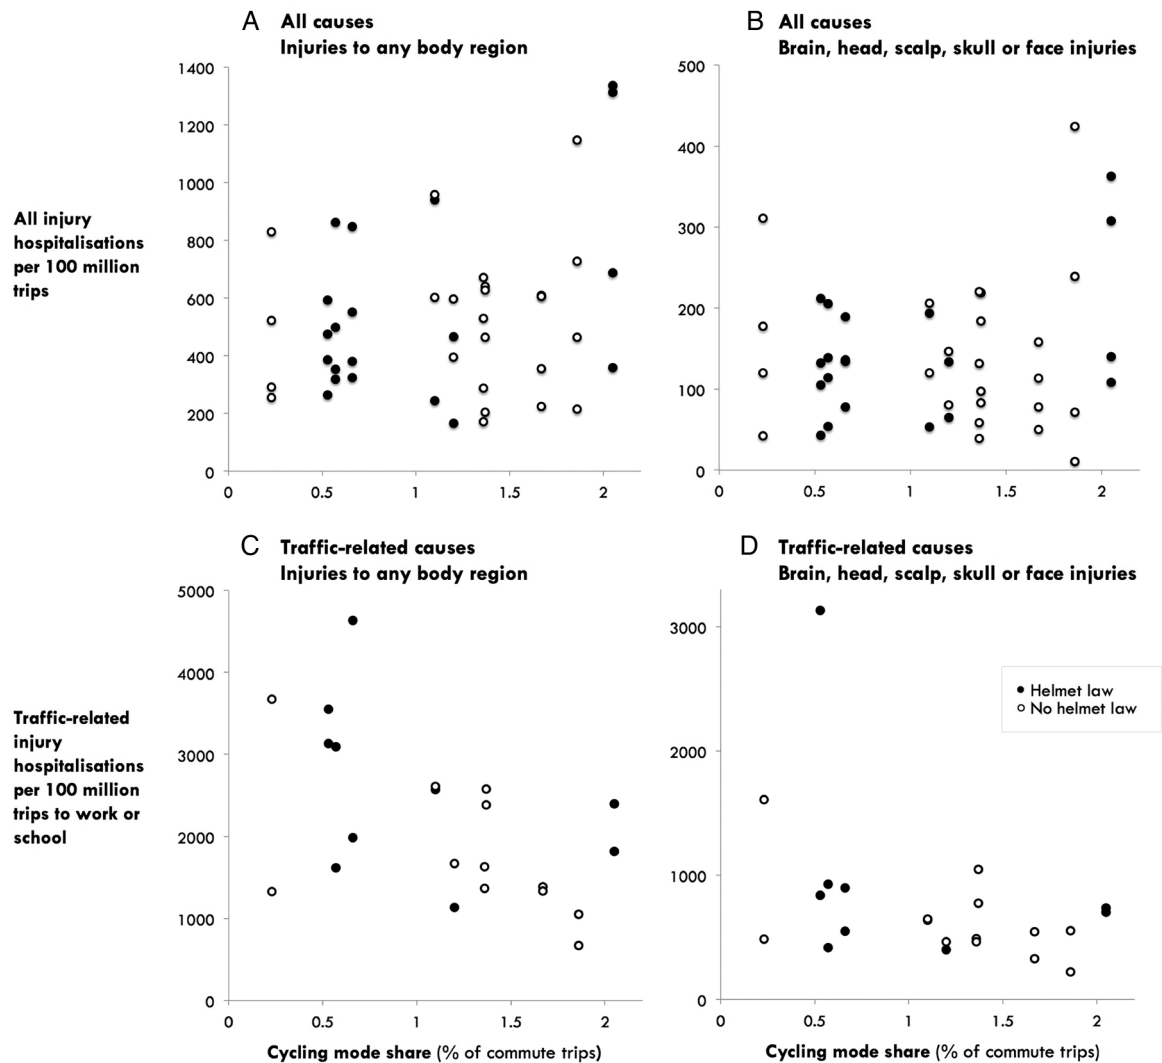 A All causes
Injuries to any body region
1400
1200
1000
800
600
400
200
0
0 0.5 1 1.5 2
All injury
hospitalisations
per 100 million
trips
B All causes
Brain, head, scalp, skull or face injuries
500
400
300
200
100
0
0 0.5 1 1.5 2
C Traffic-related causes
Injuries to any body region
5000
4000
3000
2000
1000
0
0 0.5 1 1.5 2
Traffic-related
injury
hospitalisations
per 100 million
trips to work or
school
Cycling mode share (% of commute trips)
D Traffic-related causes
Brain, head, scalp, skull or face injuries
3000
2000
1000
0
0 0.5 1 1.5 2
Helmet law
No helmet law
Cycling mode share (% of commute trips)